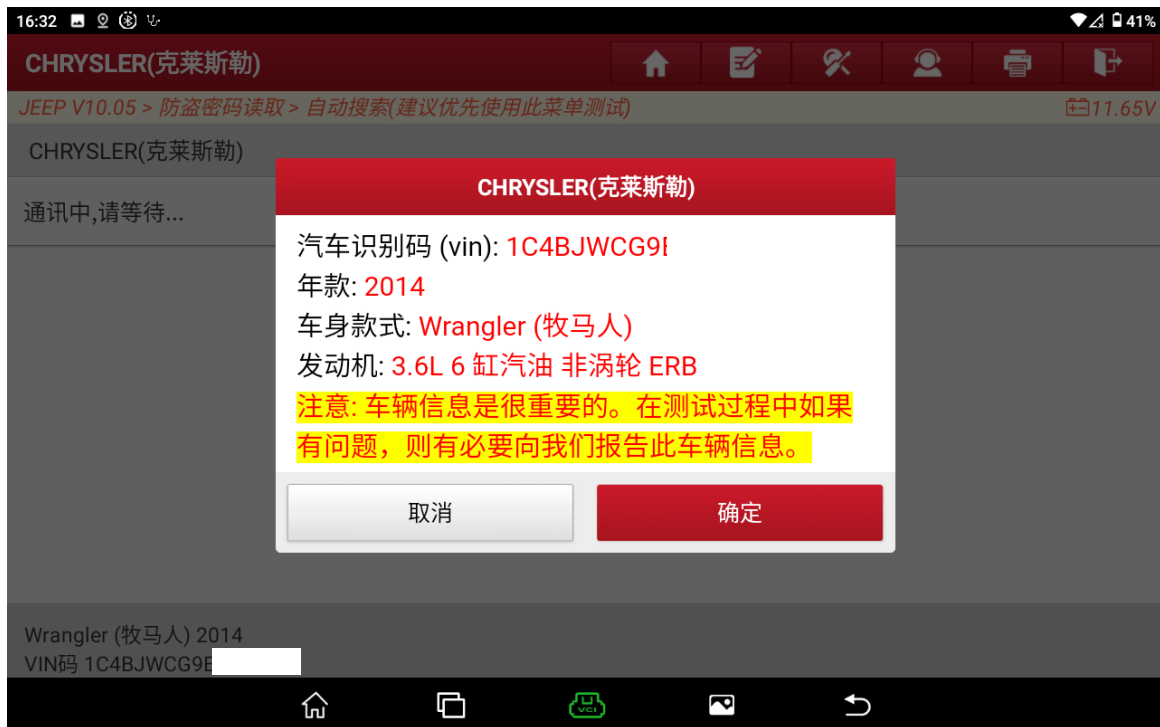 16:32
41%
CHRYSLER(克莱斯勒)
JEEP V10.05 > 防盗密码读取 > 自动搜索(建议优先使用此菜单测试)
11.65V
CHRYSLER(克莱斯勒)
通讯中,请等待...
CHRYSLER(克莱斯勒)
汽车识别码 (vin): 1C4BJWCG9E
年款: 2014
车身款式: Wrangler (牧马人)
发动机: 3.6L 6 缸汽油 非涡轮 ERB
注意: 车辆信息是很重要的。在测试过程中如果
有问题，则有必要向我们报告此车辆信息。
取消
确定
Wrangler (牧马人) 2014
VIN码 1C4BJWCG9E
VCI